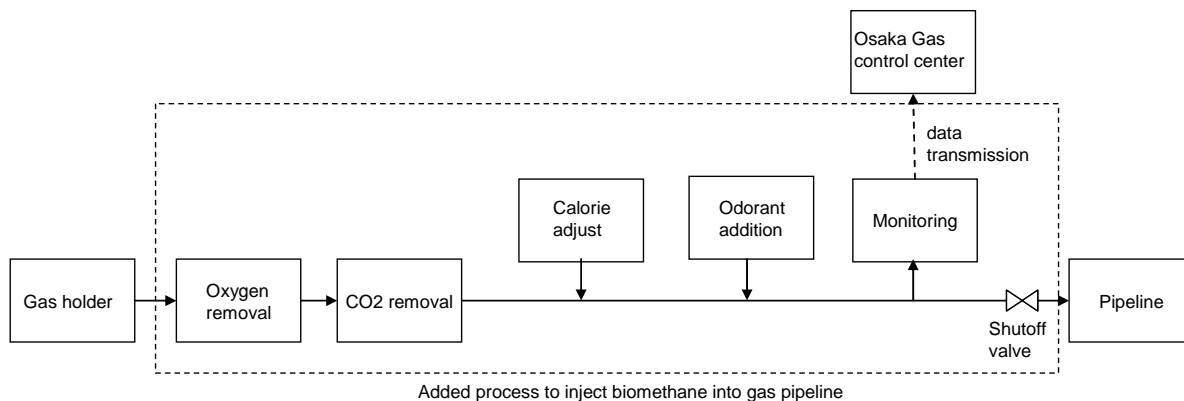 Osaka Gas
control center
data
transmission
Calorie
adjust
Odorant
addition
Monitoring
Gas holder
Oxygen
removal
CO2 removal
Shutoff
valve
Pipeline
Added process to inject biomethane into gas pipeline